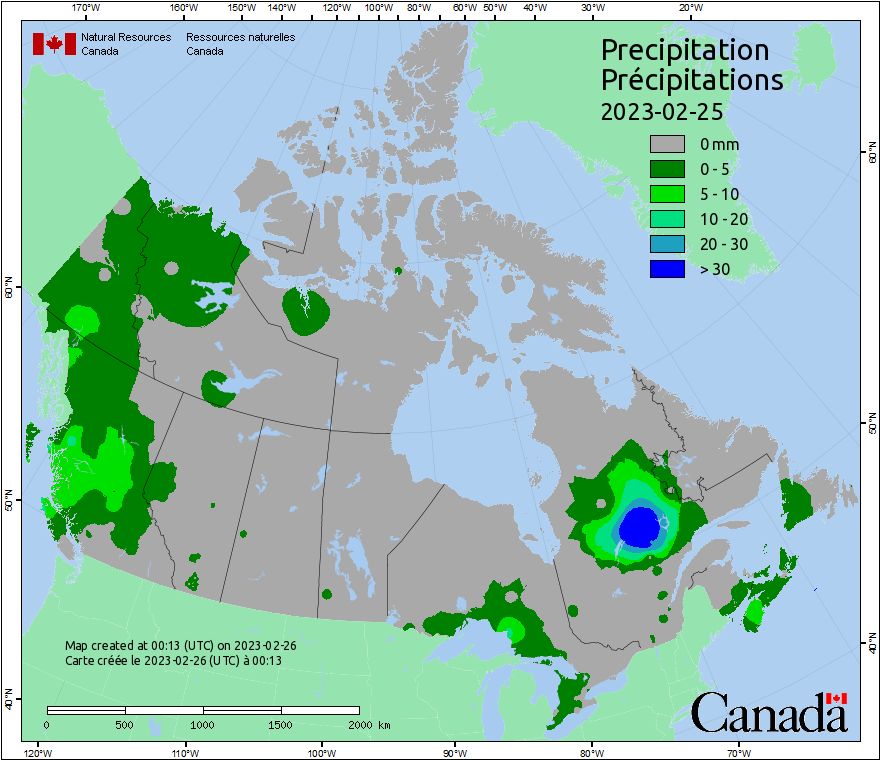 170°W 160°W 150°W 140°W 130°W 120°W 110°W 100°W 90°W 80°W 60°W 50°W 40°W 30°W 20°W
Natural Resources Ressources naturelles
Canada Canada
Precipitation
Précipitations
2023-02-25
0 mm
0 - 5
5 - 10
10 - 20
20 - 30
> 30
60°N
60°N
50°N
50°N
40°N
40°N
Map created at 00:13 (UTC) on 2023-02-26
Carte créée le 2023-02-26 (UTC) à 00:13
0 500 1000 1500 2000 km
Canada
120°W 110°W 100°W 90°W 80°W 70°W